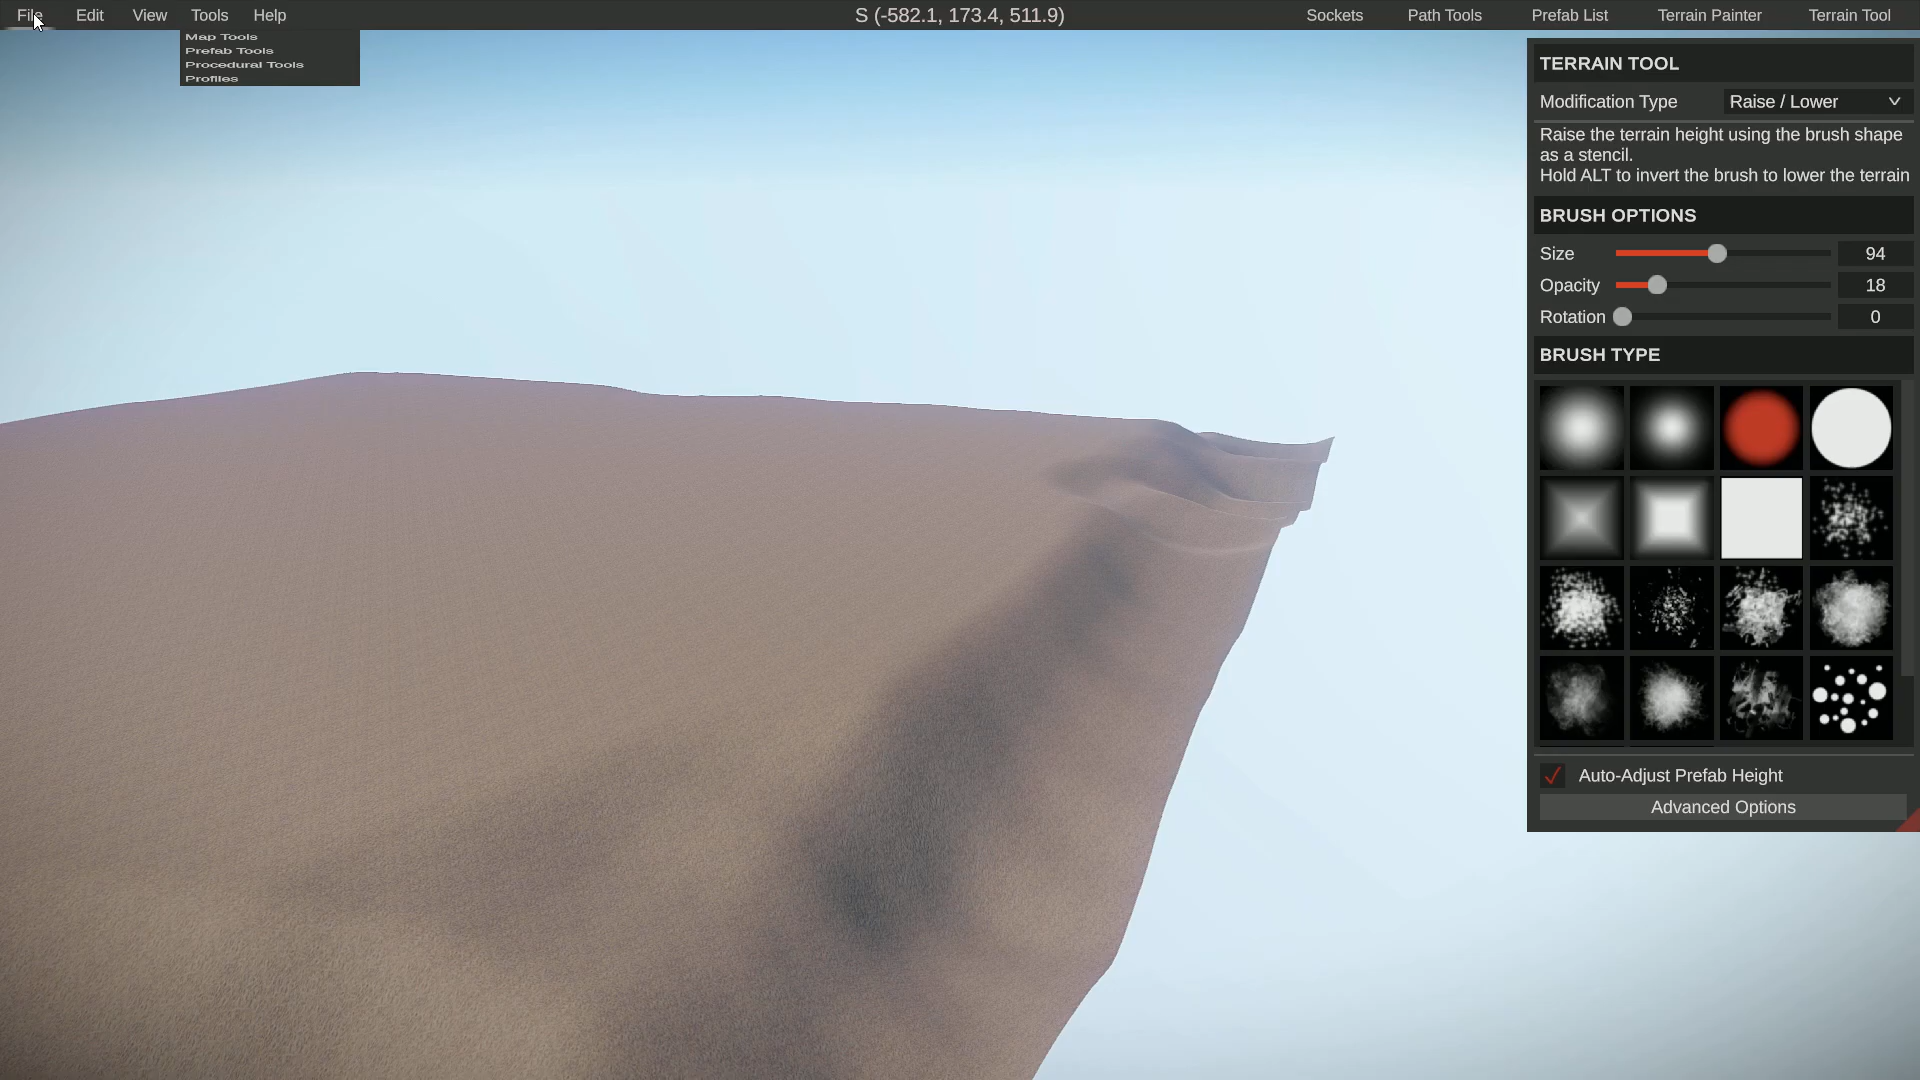 File Edit View Tools Help S (-582.1, 173.4, 511.9) Sockets Path Tools Prefab List Terrain Painter Terrain Tool
Map Tools
Prefab Tools
Procedural Tools
Profiles
TERRAIN TOOL
Modification Type Raise / Lower
Raise the terrain height using the brush shape
as a stencil.
Hold ALT to invert the brush to lower the terrain
BRUSH OPTIONS
Size 94
Opacity 18
Rotation 0
BRUSH TYPE
Auto-Adjust Prefab Height
Advanced Options